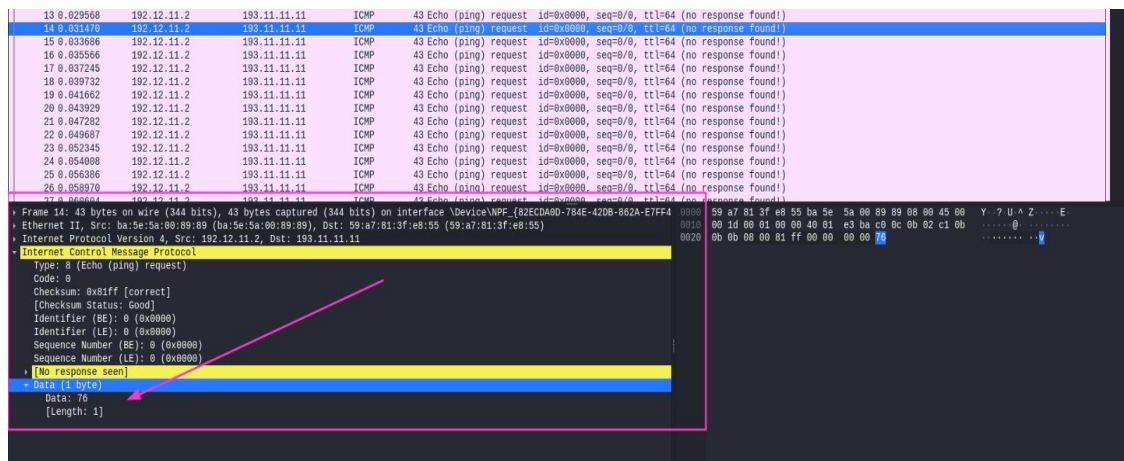 13 0.029568 192.12.11.2 193.11.11.11 ICMP 43 Echo (ping) request id=0x0000, seq=0/0, ttl=64 (no response found!)
14 0.031470 192.12.11.2 193.11.11.11 ICMP 43 Echo (ping) request id=0x0000, seq=0/0, ttl=64 (no response found!)
15 0.033686 192.12.11.2 193.11.11.11 ICMP 43 Echo (ping) request id=0x0000, seq=0/0, ttl=64 (no response found!)
16 0.035566 192.12.11.2 193.11.11.11 ICMP 43 Echo (ping) request id=0x0000, seq=0/0, ttl=64 (no response found!)
17 0.037245 192.12.11.2 193.11.11.11 ICMP 43 Echo (ping) request id=0x0000, seq=0/0, ttl=64 (no response found!)
18 0.039732 192.12.11.2 193.11.11.11 ICMP 43 Echo (ping) request id=0x0000, seq=0/0, ttl=64 (no response found!)
19 0.041662 192.12.11.2 193.11.11.11 ICMP 43 Echo (ping) request id=0x0000, seq=0/0, ttl=64 (no response found!)
20 0.043929 192.12.11.2 193.11.11.11 ICMP 43 Echo (ping) request id=0x0000, seq=0/0, ttl=64 (no response found!)
21 0.047282 192.12.11.2 193.11.11.11 ICMP 43 Echo (ping) request id=0x0000, seq=0/0, ttl=64 (no response found!)
22 0.049687 192.12.11.2 193.11.11.11 ICMP 43 Echo (ping) request id=0x0000, seq=0/0, ttl=64 (no response found!)
23 0.052345 192.12.11.2 193.11.11.11 ICMP 43 Echo (ping) request id=0x0000, seq=0/0, ttl=64 (no response found!)
24 0.054008 192.12.11.2 193.11.11.11 ICMP 43 Echo (ping) request id=0x0000, seq=0/0, ttl=64 (no response found!)
25 0.056386 192.12.11.2 193.11.11.11 ICMP 43 Echo (ping) request id=0x0000, seq=0/0, ttl=64 (no response found!)
26 0.058970 192.12.11.2 193.11.11.11 ICMP 43 Echo (ping) request id=0x0000, seq=0/0, ttl=64 (no response found!)
27 0.060604 192.12.11.2 193.11.11.11 ICMP 43 Echo (ping) request id=0x0000, seq=0/0, ttl=64 (no response found!)
Frame 14: 43 bytes on wire (344 bits), 43 bytes captured (344 bits) on interface \Device\NPF_{82ECDA0D-784E-42DB-862A-E7FF4
Ethernet II, Src: ba:5e:5a:00:89:89 (ba:5e:5a:00:89:89), Dst: 59:a7:81:3f:e8:55 (59:a7:81:3f:e8:55)
Internet Protocol Version 4, Src: 192.12.11.2, Dst: 193.11.11.11
Internet Control Message Protocol
Type: 8 (Echo (ping) request)
Code: 0
Checksum: 0x81ff [correct]
[Checksum Status: Good]
Identifier (BE): 0 (0x0000)
Identifier (LE): 0 (0x0000)
Sequence Number (BE): 0 (0x0000)
Sequence Number (LE): 0 (0x0000)
[No response seen]
Data (1 byte)
Data: 76
[Length: 1]
0000 59 a7 81 3f e8 55 ba 5e 5a 00 89 89 08 00 45 00 Y··?·U·^ Z·····E·
0010 00 1d 00 01 00 00 40 01 e3 ba c0 0c 0b 02 c1 0b ······@· ········
0020 0b 0b 08 00 81 ff 00 00 00 00 76 ········ ··v